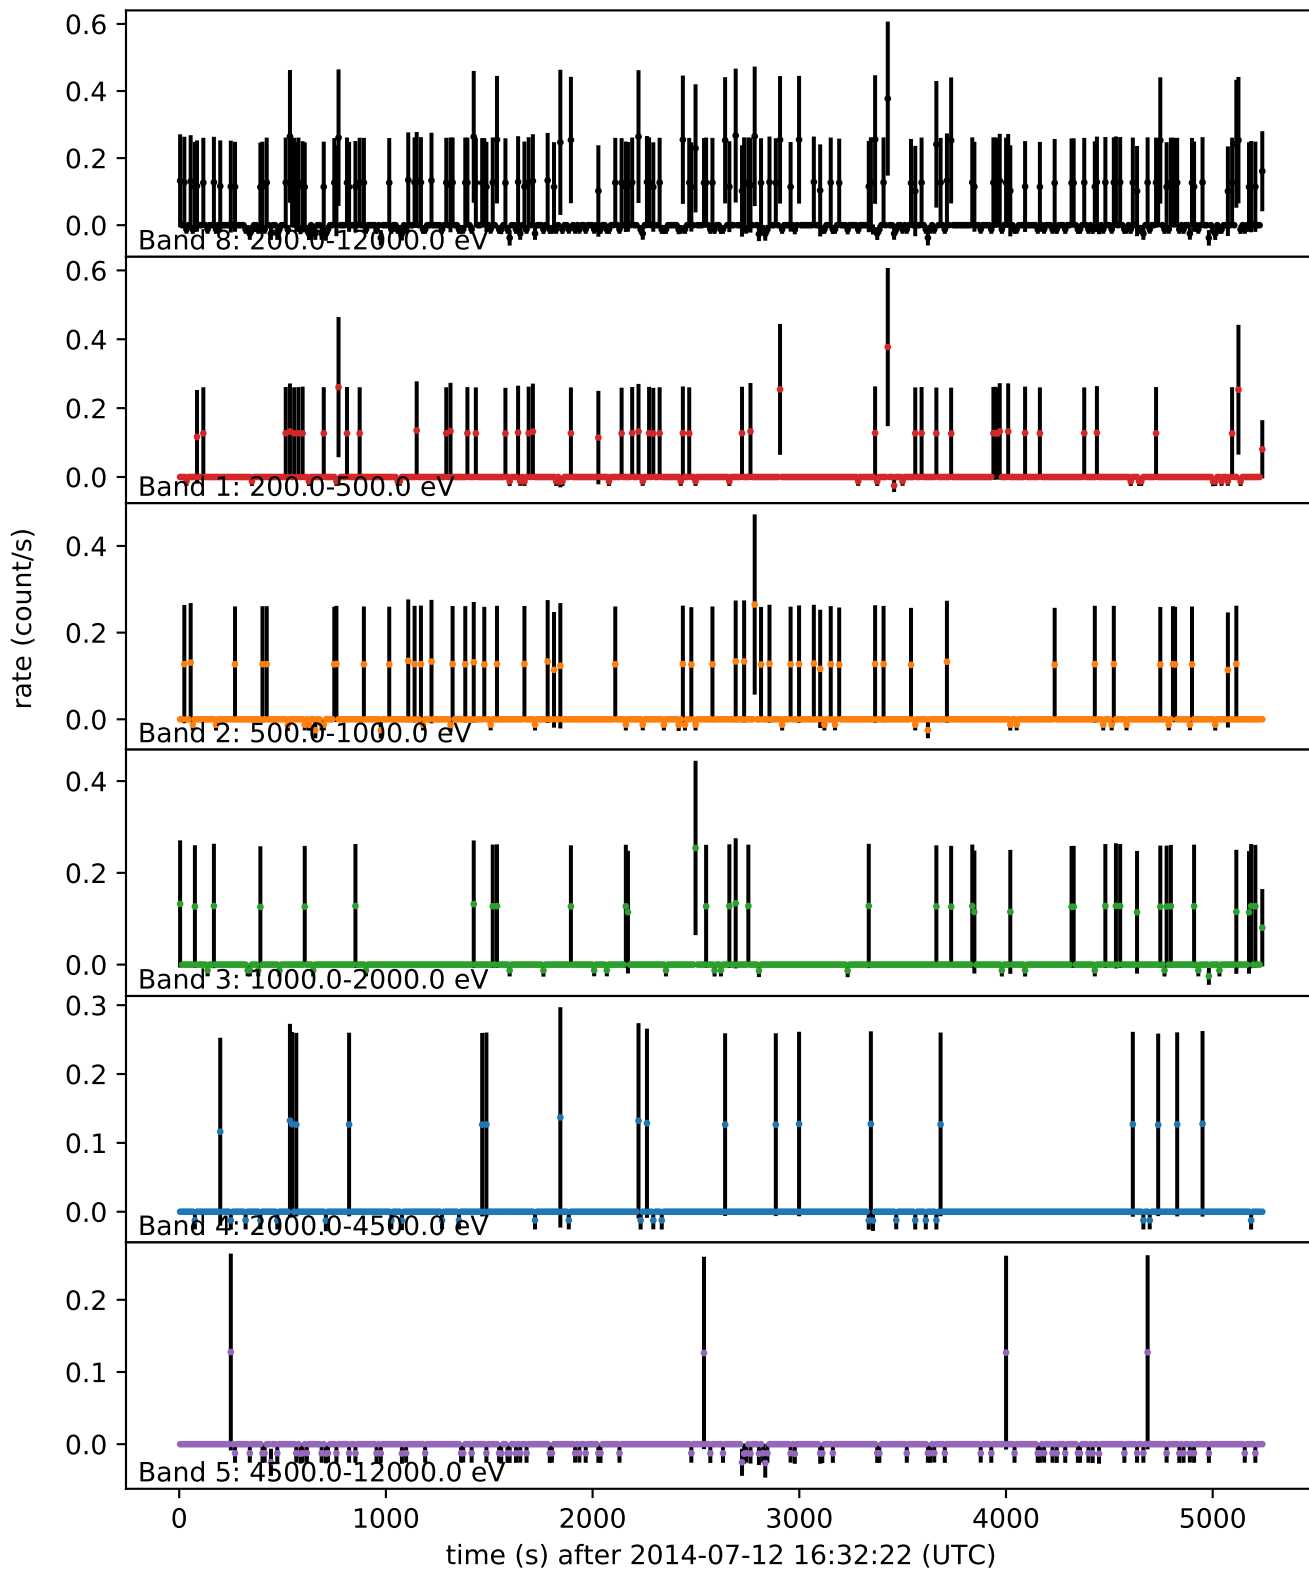 0.6
0.4
0.2
0.0
Band 8: 200.0-12000.0 eV
0.6
0.4
0.2
0.0
Band 1: 200.0-500.0 eV
rate (count/s)
0.4
0.2
0.0
Band 2: 500.0-1000.0 eV
0.4
0.2
0.0
Band 3: 1000.0-2000.0 eV
0.3
0.2
0.1
0.0
Band 4: 2000.0-4500.0 eV
0.2
0.1
0.0
Band 5: 4500.0-12000.0 eV
0 1000 2000 3000 4000 5000
time (s) after 2014-07-12 16:32:22 (UTC)